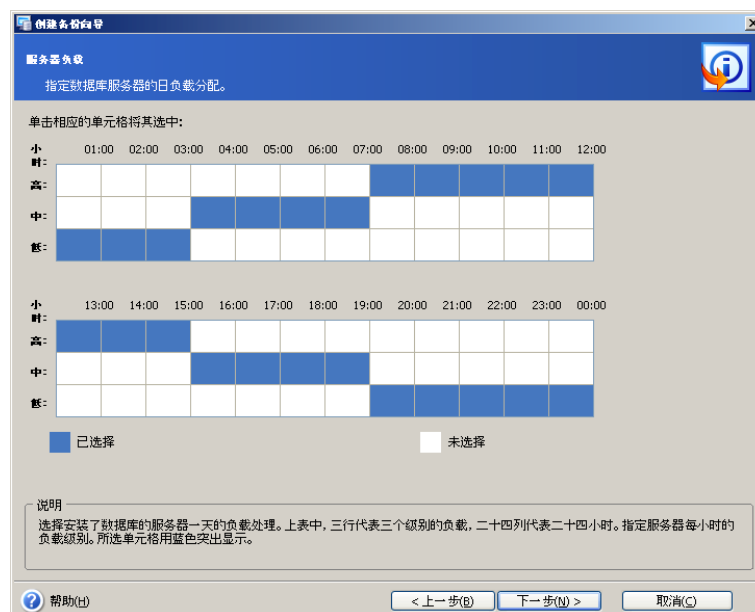 创建备份向导
服务器负载
指定数据库服务器的日负载分配。
单击相应的单元格将其选中:
小时: 01:00 02:00 03:00 04:00 05:00 06:00 07:00 08:00 09:00 10:00 11:00 12:00
高:
中:
低:
小时: 13:00 14:00 15:00 16:00 17:00 18:00 19:00 20:00 21:00 22:00 23:00 00:00
高:
中:
低:
已选择 未选择
说明
选择安装了数据库的服务器一天的负载处理。上表中, 三行代表三个级别的负载, 二十四列代表二十四小时。指定服务器每小时的
负载级别。所选单元格用蓝色突出显示。
帮助(H) < 上一步(B) 下一步(N) > 取消(C)